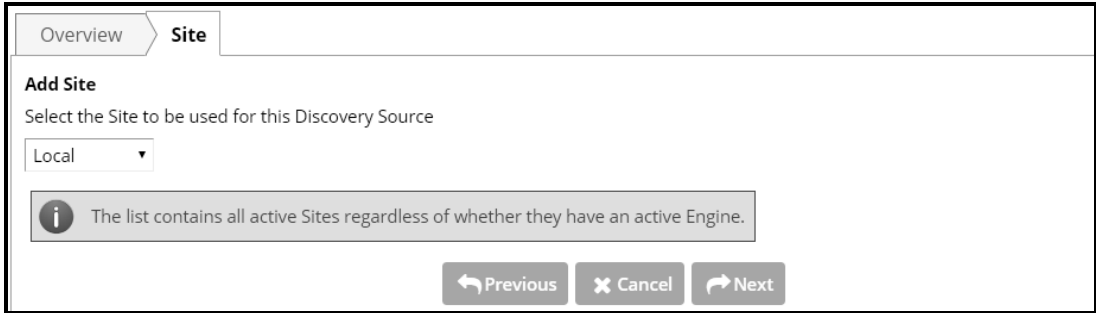 Overview
Site
Add Site
Select the Site to be used for this Discovery Source
Local
The list contains all active Sites regardless of whether they have an active Engine.
Previous
Cancel
Next